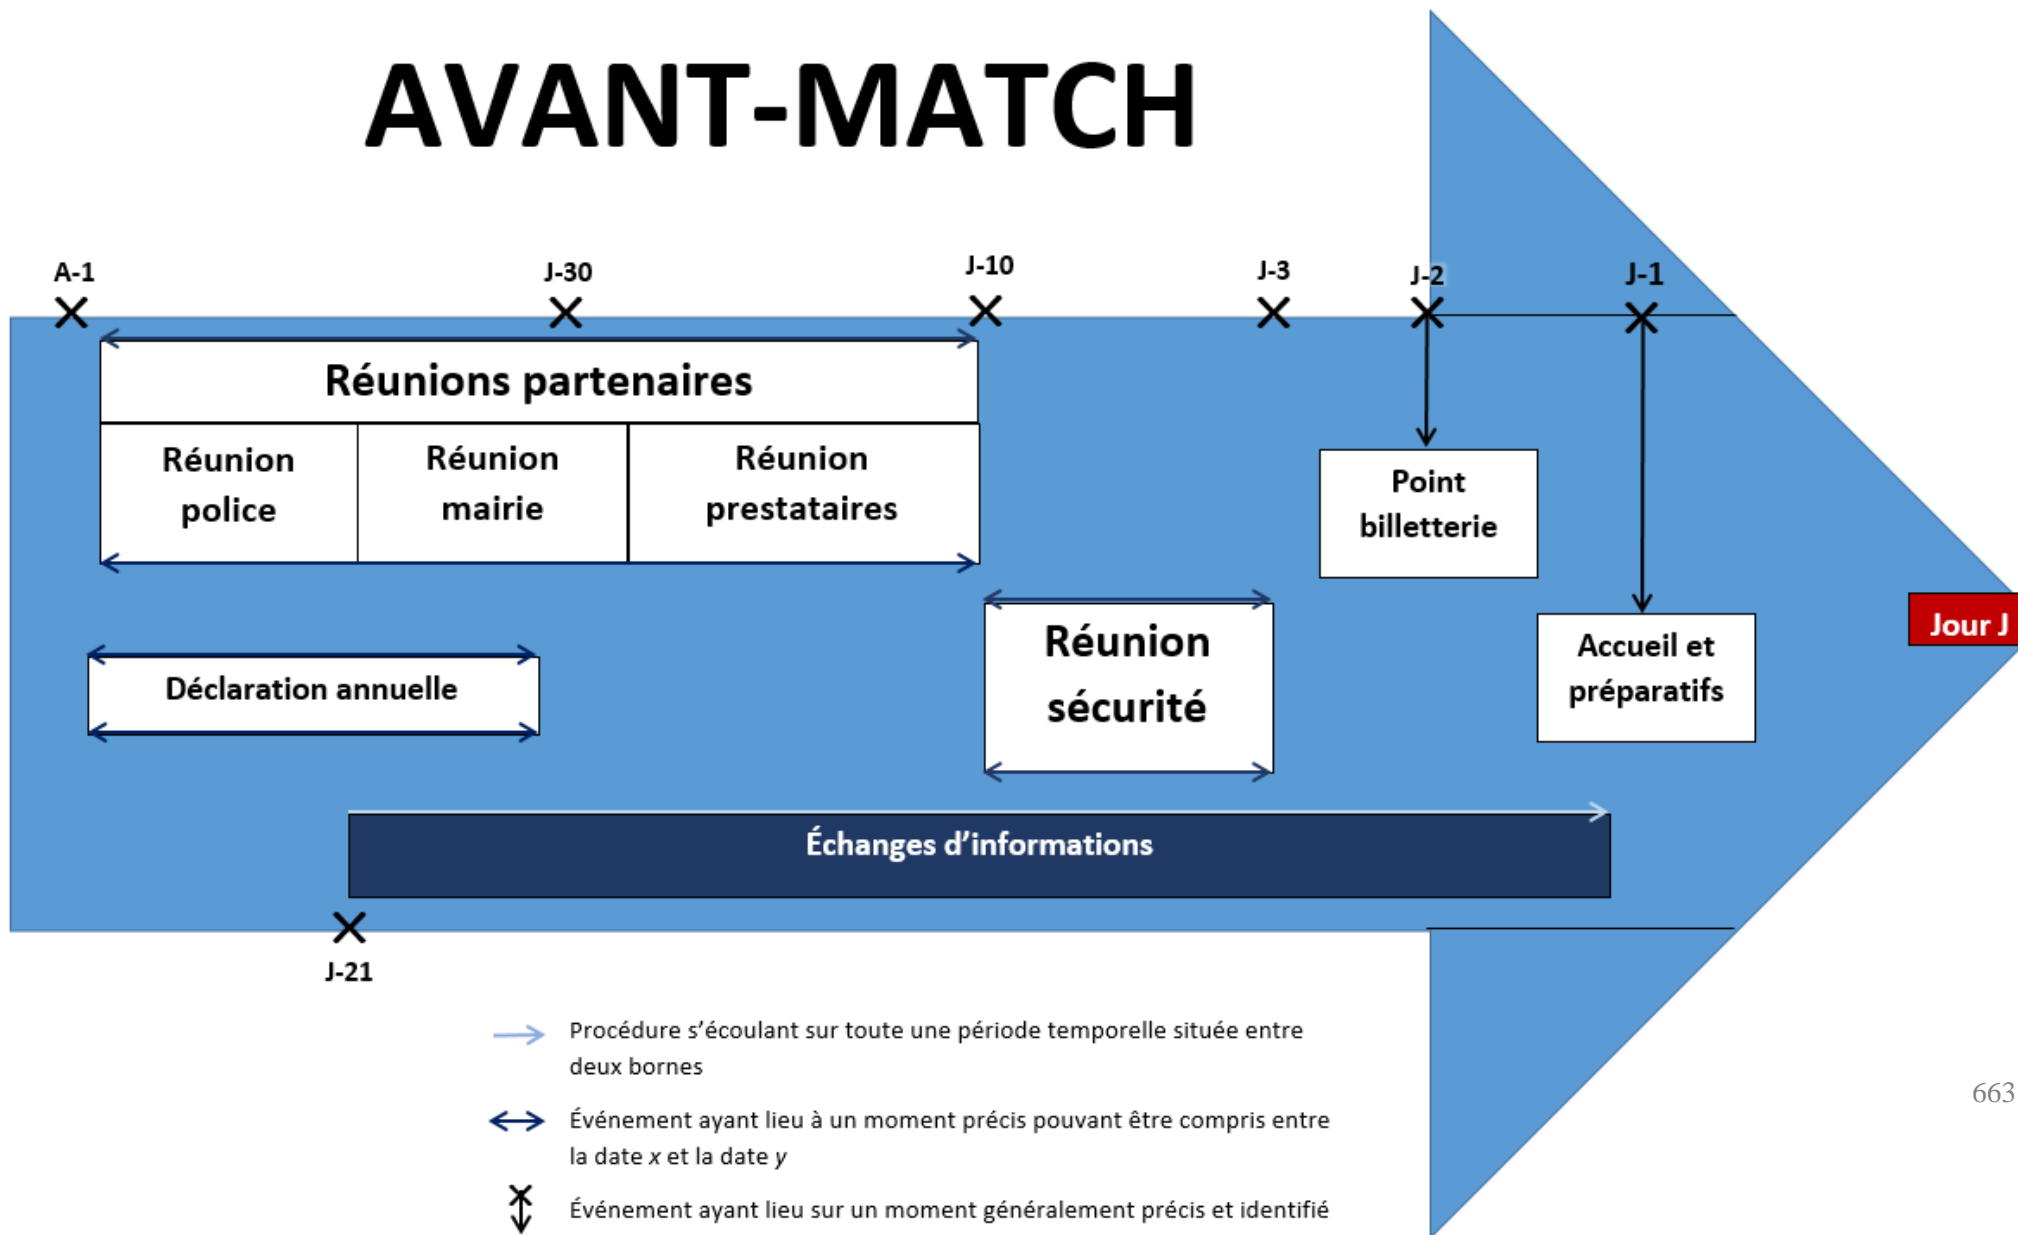 AVANT-MATCH
A-1
J-30
J-10
J-3
J-2
J-1
Réunions partenaires
Réunion
police
Réunion
mairie
Réunion
prestataires
Point
billetterie
Réunion
sécurité
Déclaration annuelle
Accueil et
préparatifs
Jour J
Échanges d’informations
J-21
Procédure s’écoulant sur toute une période temporelle située entre
deux bornes
Événement ayant lieu à un moment précis pouvant être compris entre
la date x et la date y
Événement ayant lieu sur un moment généralement précis et identifié
663